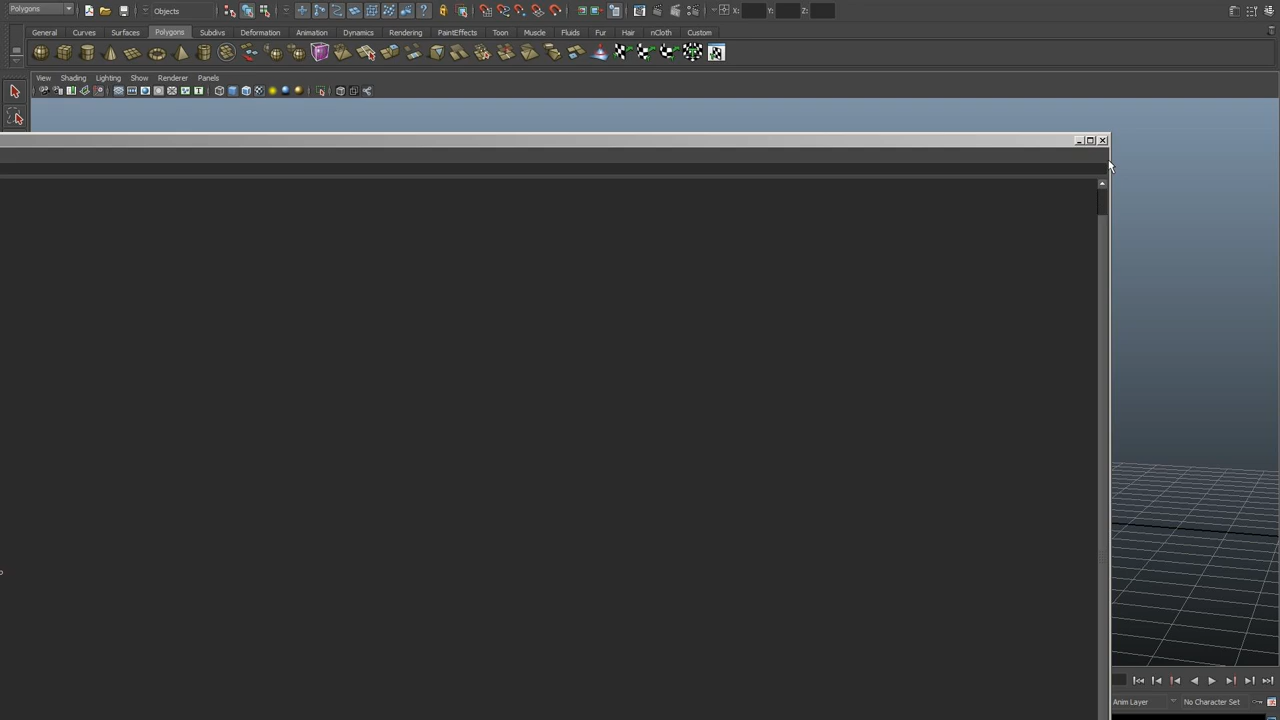 Polygons Objects X: Y: Z:
General Curves Surfaces Polygons Subdivs Deformation Animation Dynamics Rendering PaintEffects Toon Muscle Fluids Fur Hair nCloth Custom
View Shading Lighting Show Renderer Panels
Anim Layer No Character Set